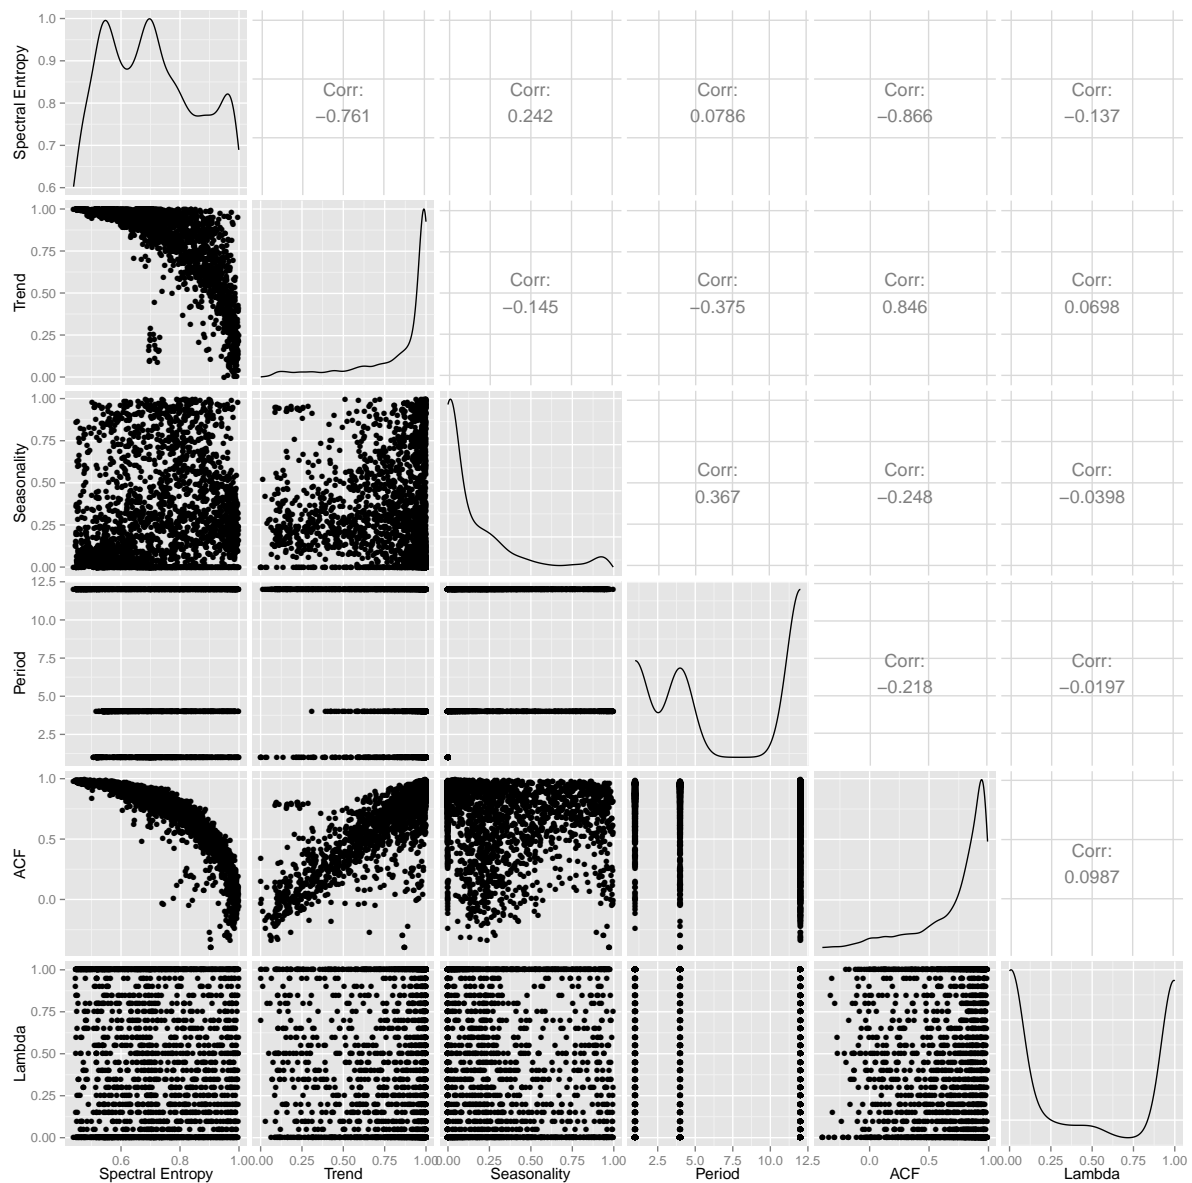 1.0
0.9
0.8
0.7
0.6
Spectral Entropy
Corr:
−0.761
Corr:
0.242
Corr:
0.0786
Corr:
−0.866
Corr:
−0.137
1.00
0.75
0.50
0.25
0.00
Trend
Corr:
−0.145
Corr:
−0.375
Corr:
0.846
Corr:
0.0698
1.00
0.75
0.50
0.25
0.00
Seasonality
Corr:
0.367
Corr:
−0.248
Corr:
−0.0398
12.5
10.0
7.5
5.0
2.5
Period
Corr:
−0.218
Corr:
−0.0197
1.0
0.5
0.0
ACF
Corr:
0.0987
1.00
0.75
0.50
0.25
0.00
Lambda
0.6 0.8 1.0
0.00 0.25 0.50 0.75 1.00
0.00 0.25 0.50 0.75 1.00
2.5 5.0 7.5 10.0 12.5
0.0 0.5 1.0
0.00 0.25 0.50 0.75 1.00
Spectral Entropy Trend Seasonality Period ACF Lambda